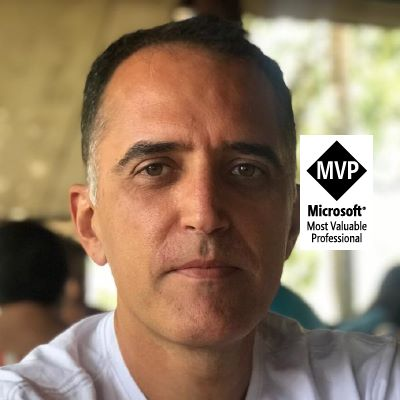 MVP
Microsoft®
Most Valuable
Professional